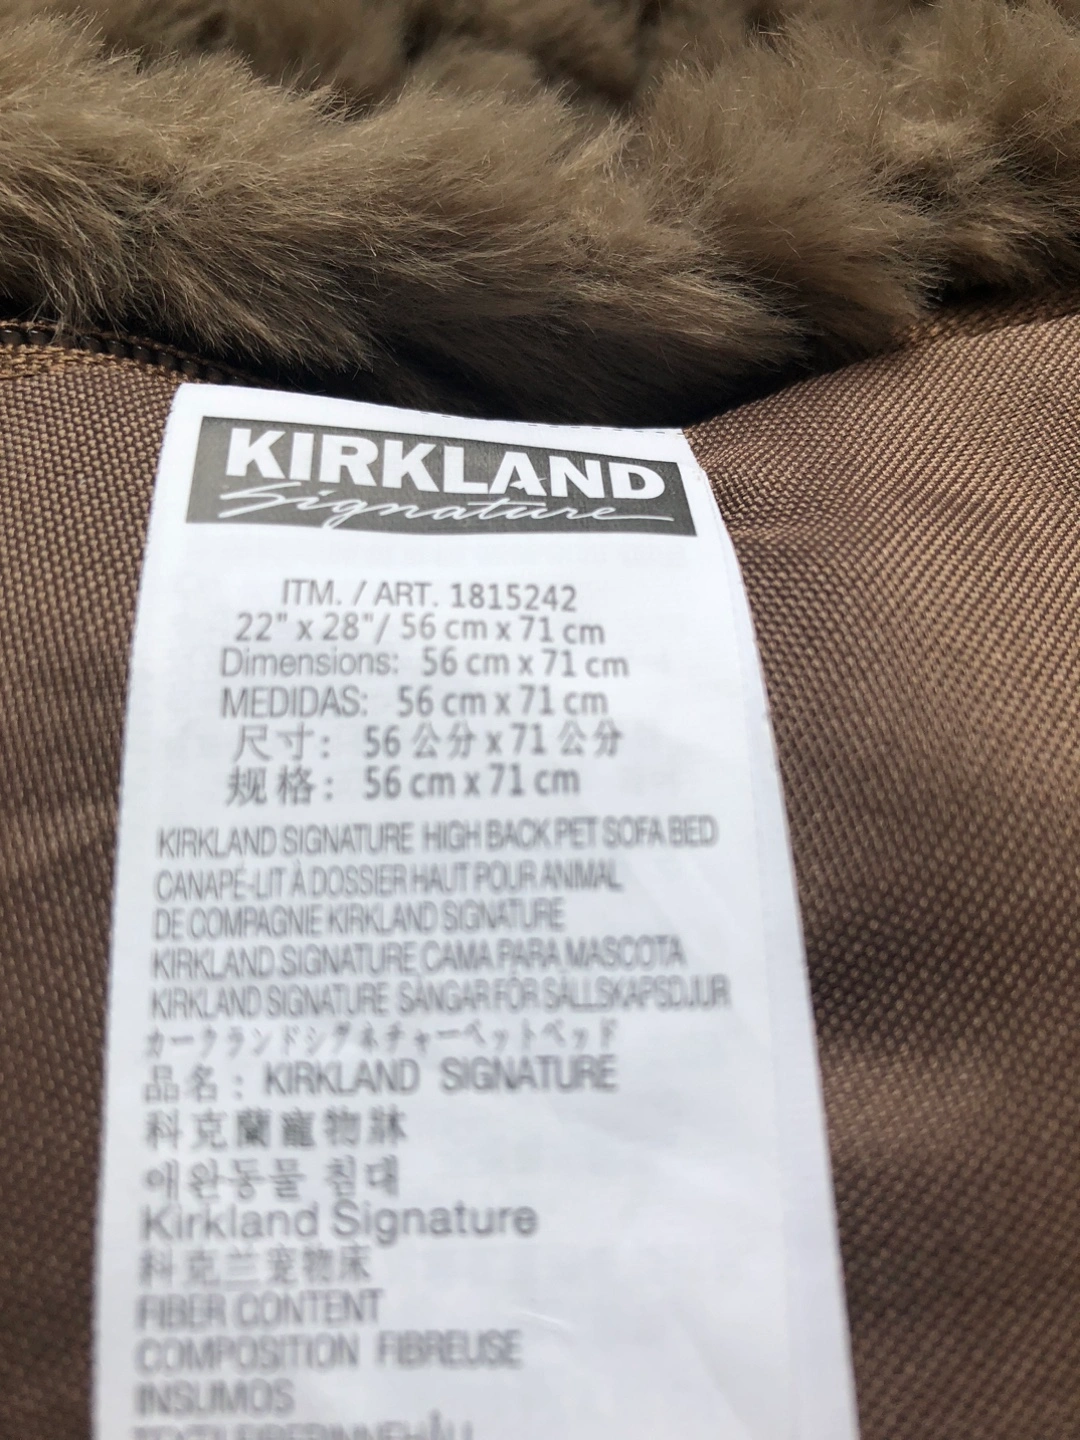 KIRKLAND
Signature
ITM. / ART. 1815242
22" x 28"/ 56 cm x 71 cm
Dimensions: 56 cm x 71 cm
MEDIDAS: 56 cm x 71 cm
尺寸: 56 公分 x 71 公分
规格: 56 cm x 71 cm
KIRKLAND SIGNATURE HIGH BACK PET SOFA BED
CANAPÉ-LIT À DOSSIER HAUT POUR ANIMAL
DE COMPAGNIE KIRKLAND SIGNATURE
KIRKLAND SIGNATURE CAMA PARA MASCOTA
KIRKLAND SIGNATURE SÄNGAR FÖR SÄLLSKAPSDJUR
カークランドシグネチャーペットベッド
品名: KIRKLAND SIGNATURE
科克蘭寵物牀
애완동물 침대
Kirkland Signature
科克兰宠物床
FIBER CONTENT
COMPOSITION FIBREUSE
INSUMOS
TEXTILFIBERINNEHÅLL